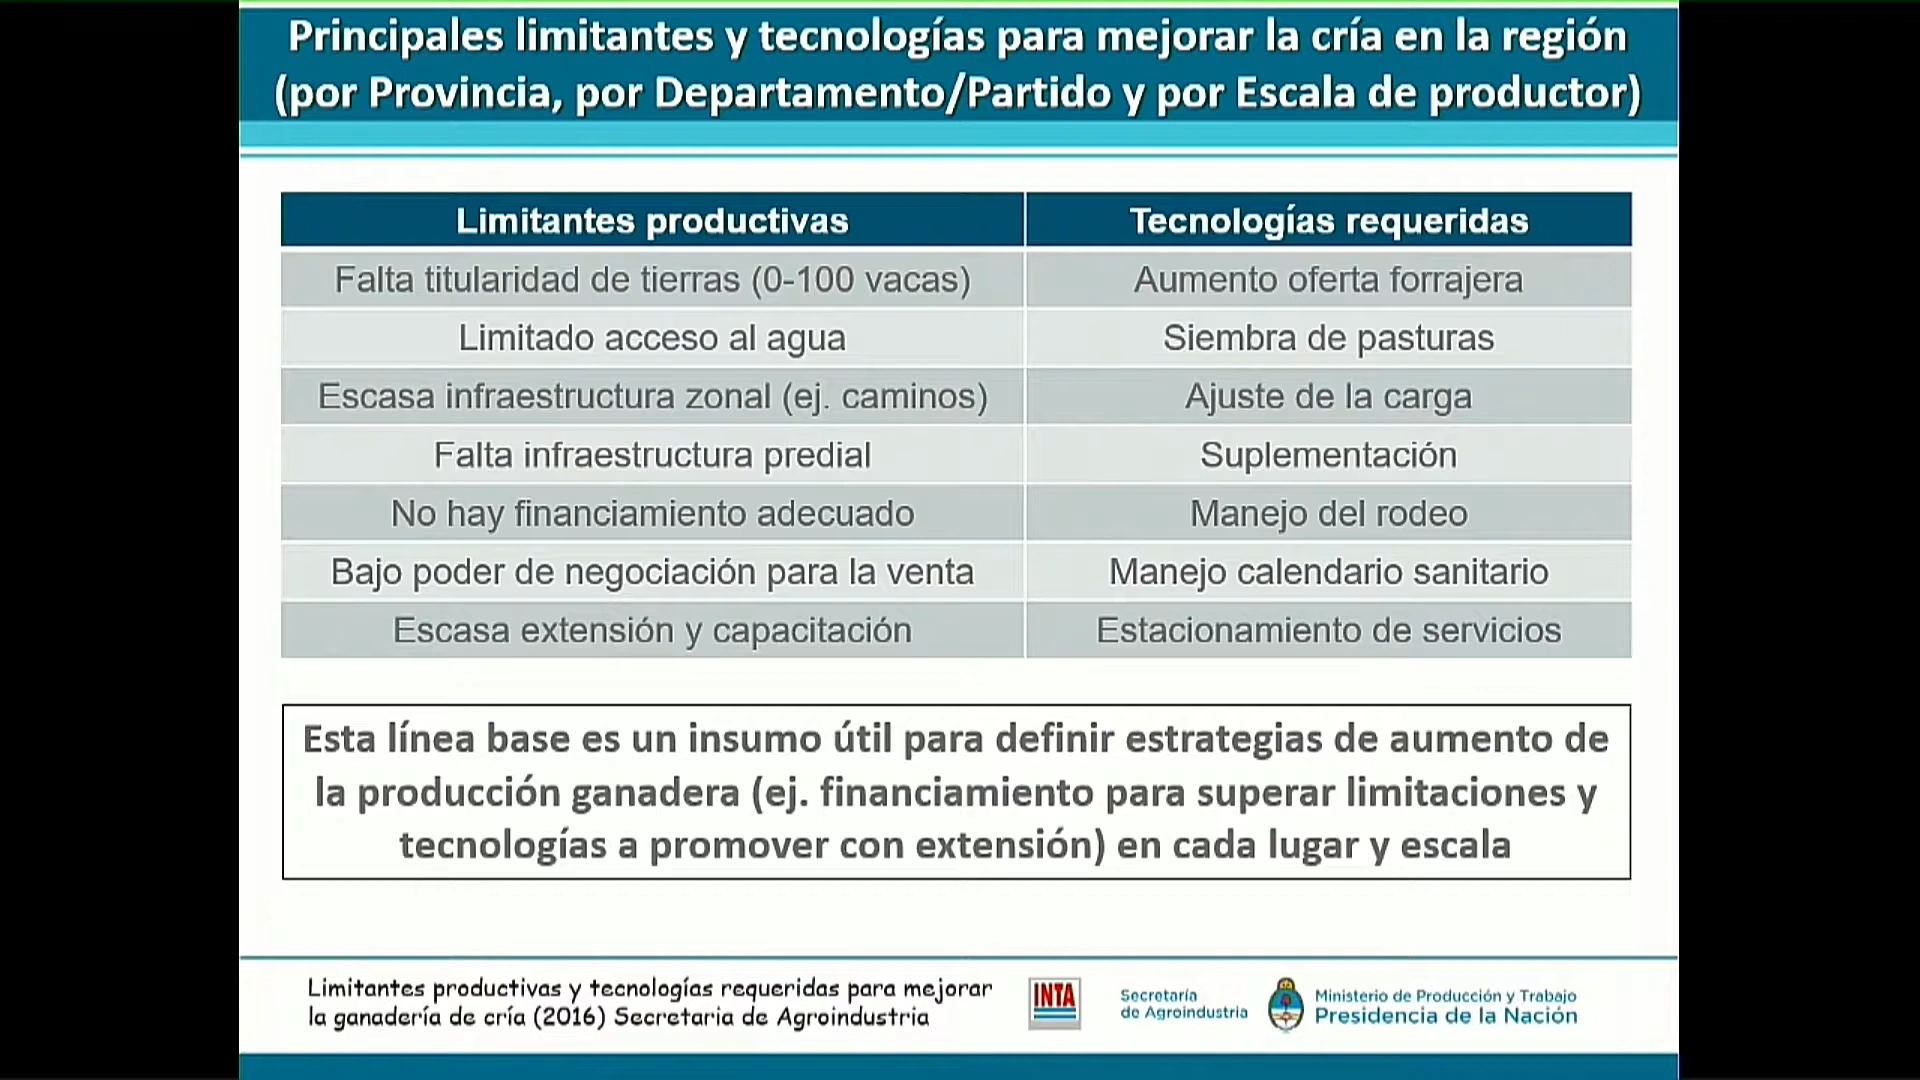 Principales limitantes y tecnologías para mejorar la cría en la región
(por Provincia, por Departamento/Partido y por Escala de productor)
Limitantes productivas Tecnologías requeridas
Falta titularidad de tierras (0-100 vacas) Aumento oferta forrajera
Limitado acceso al agua Siembra de pasturas
Escasa infraestructura zonal (ej. caminos) Ajuste de la carga
Falta infraestructura predial Suplementación
No hay financiamiento adecuado Manejo del rodeo
Bajo poder de negociación para la venta Manejo calendario sanitario
Escasa extensión y capacitación Estacionamiento de servicios
Esta línea base es un insumo útil para definir estrategias de aumento de
la producción ganadera (ej. financiamiento para superar limitaciones y
tecnologías a promover con extensión) en cada lugar y escala
Limitantes productivas y tecnologías requeridas para mejorar
la ganadería de cría (2016) Secretaria de Agroindustria
INTA
Secretaría
de Agroindustria
Ministerio de Producción y Trabajo
Presidencia de la Nación